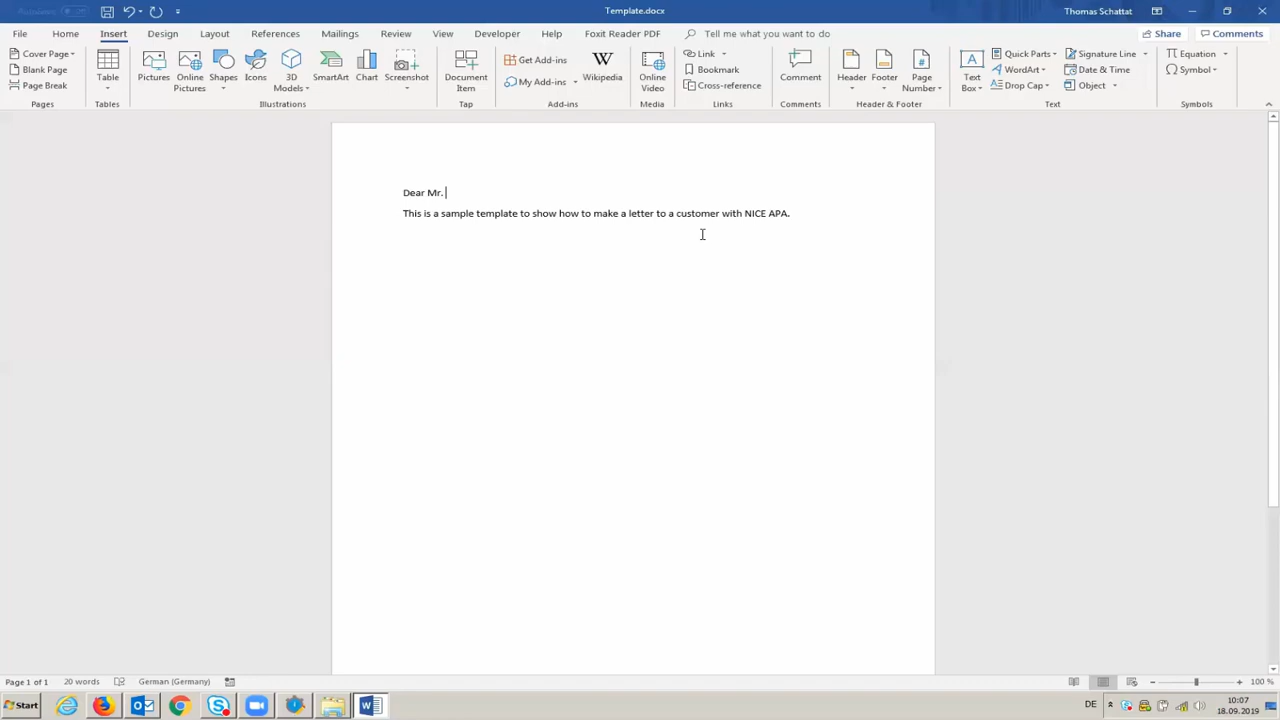 Template.docx
Thomas Schattat
File Home Insert Design Layout References Mailings Review View Developer Help Foxit Reader PDF Tell me what you want to do Share Comments
Cover Page
Blank Page
Page Break
Pages
Table
Tables
Pictures
Online Pictures
Shapes
Icons
3D Models
SmartArt
Chart
Screenshot
Illustrations
Document Item
Tap
Get Add-ins
My Add-ins
Wikipedia
Add-ins
Online Video
Media
Link
Bookmark
Cross-reference
Links
Comment
Comments
Header
Footer
Page Number
Header & Footer
Text Box
Quick Parts
WordArt
Drop Cap
Signature Line
Date & Time
Object
Text
Equation
Symbol
Symbols
Dear Mr.
This is a sample template to show how to make a letter to a customer with NICE APA.
Page 1 of 1 20 words German (Germany) 100 %
Start DE 10:07
18.09.2019